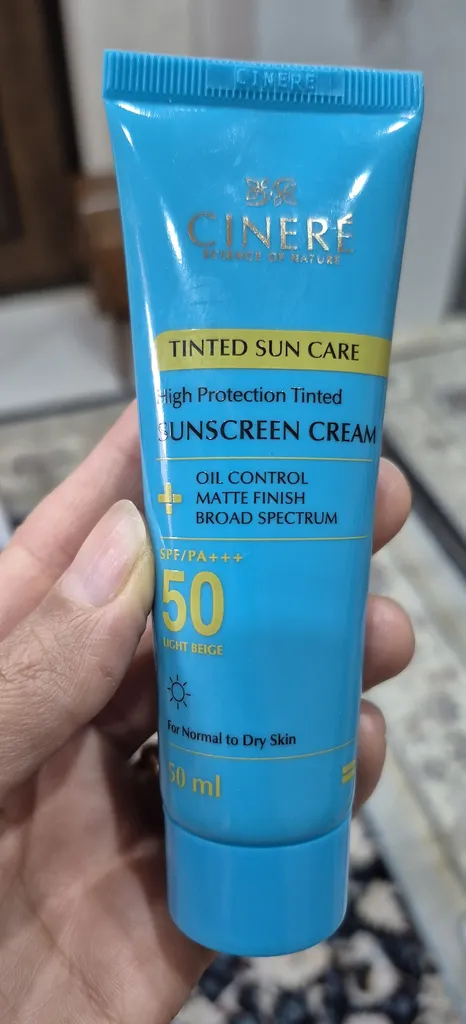 CINERE
CINERÉ
SCIENCE OF NATURE
TINTED SUN CARE
High Protection Tinted
SUNSCREEN CREAM
+ OIL CONTROL
MATTE FINISH
BROAD SPECTRUM
SPF/PA+++
50
LIGHT BEIGE
For Normal to Dry Skin
50 ml